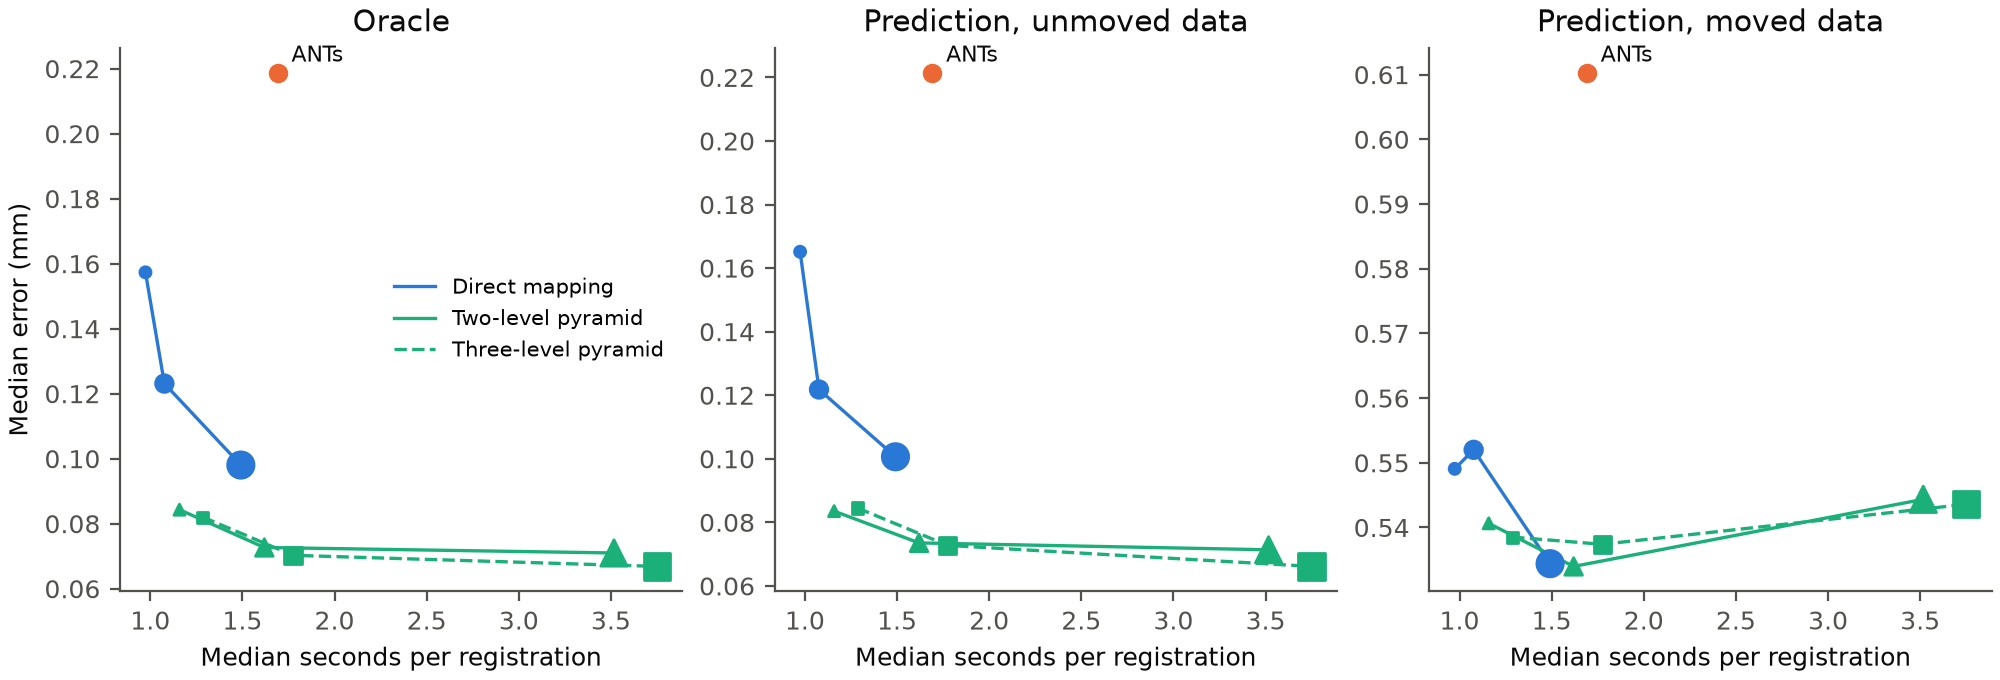 Oracle
ANTs
0.22
0.20
0.18
0.16
0.14
0.12
0.10
0.08
0.06
Median error (mm)
Direct mapping
Two-level pyramid
Three-level pyramid
1.0 1.5 2.0 2.5 3.0 3.5
Median seconds per registration
Prediction, unmoved data
ANTs
0.22
0.20
0.18
0.16
0.14
0.12
0.10
0.08
0.06
1.0 1.5 2.0 2.5 3.0 3.5
Median seconds per registration
Prediction, moved data
ANTs
0.61
0.60
0.59
0.58
0.57
0.56
0.55
0.54
1.0 1.5 2.0 2.5 3.0 3.5
Median seconds per registration